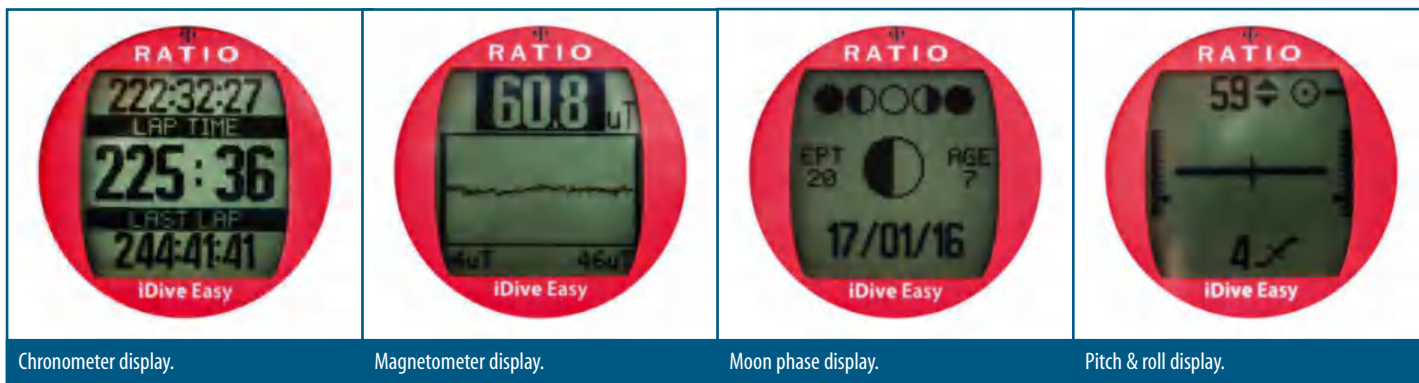 RATIO
222:32:27
LAP TIME
225:36
LAST LAP
244:41:41
iDive Easy
Chronometer display.
RATIO
60.8 uT
4uT 46uT
iDive Easy
Magnetometer display.
RATIO
EPT AGE
20 7
17/01/16
iDive Easy
Moon phase display.
RATIO
59
4
iDive Easy
Pitch & roll display.